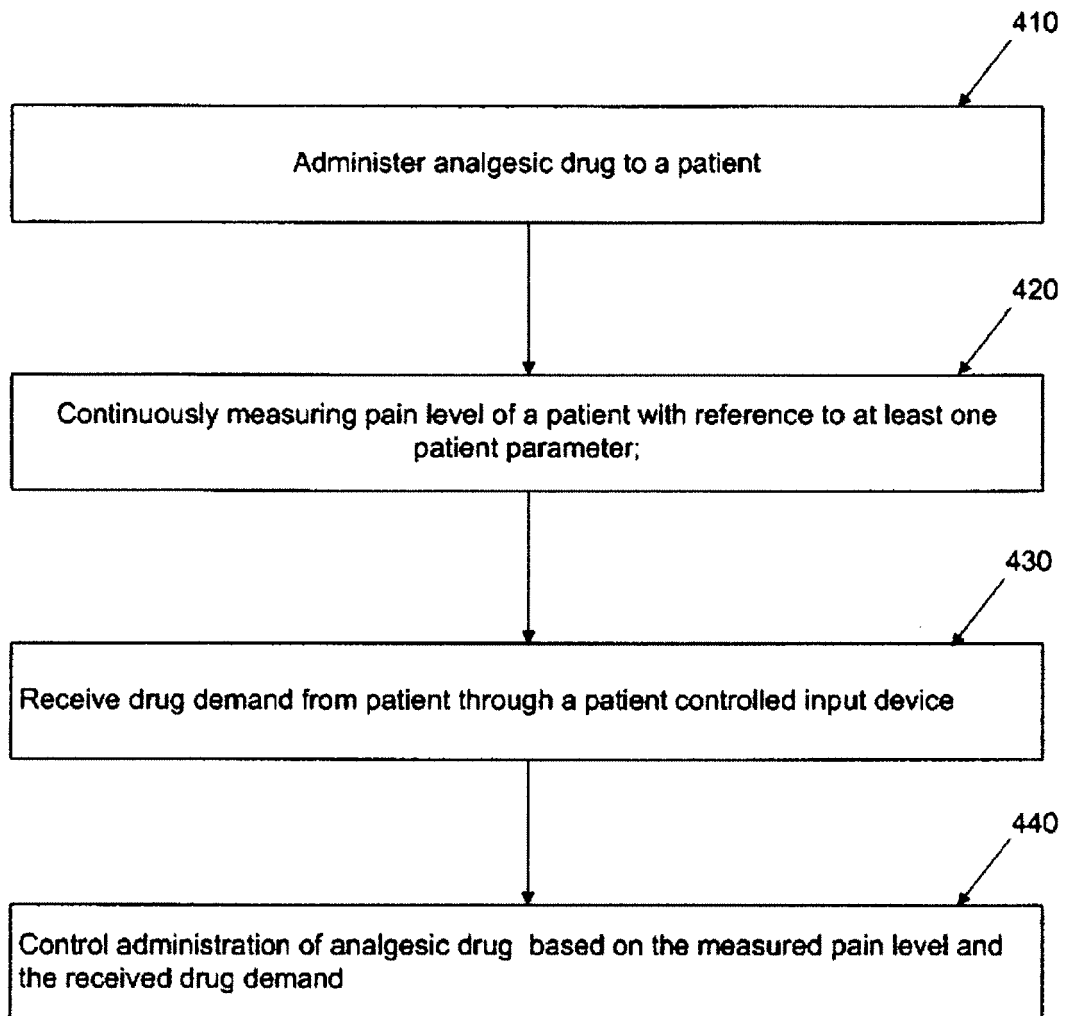 410
Administer analgesic drug to a patient
420
Continuously measuring pain level of a patient with reference to at least one
patient parameter;
430
Receive drug demand from patient through a patient controlled input device
440
Control administration of analgesic drug based on the measured pain level and
the received drug demand